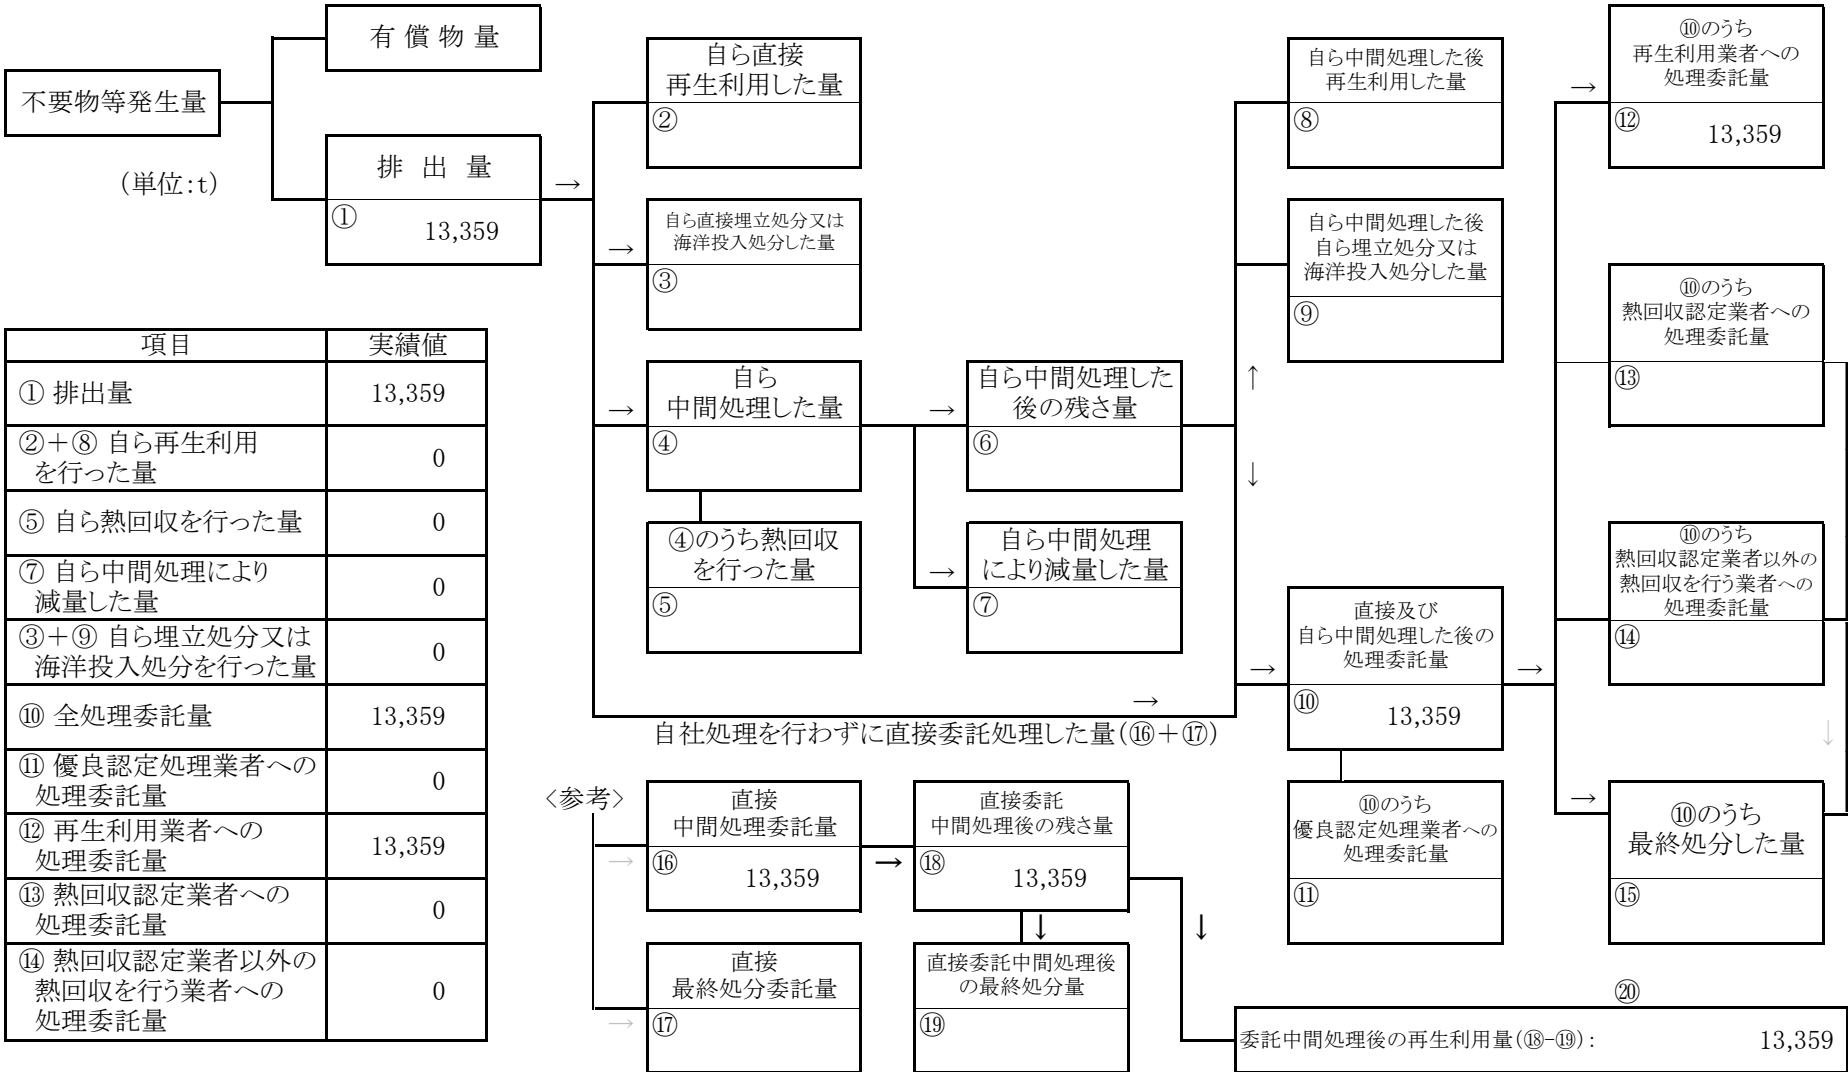 有 償 物 量
不要物等発生量
(単位:t)
排 出 量
→
①
13,359
自ら直接
再生利用した量
②
自ら直接埋立処分又は
海洋投入処分した量
→
③
自ら
中間処理した量
→
④
④のうち熱回収
を行った量
⑤
→
自ら中間処理した
後の残さ量
⑥
自ら中間処理
により減量した量
→
⑦
自ら中間処理した後
再生利用した量
⑧
自ら中間処理した後
自ら埋立処分又は
海洋投入処分した量
⑨
↑
↓
直接及び
自ら中間処理した後の
処理委託量
→
⑩
13,359
→
⑩のうち
優良認定処理業者への
処理委託量
⑪
⑩のうち
再生利用業者への
処理委託量
→
⑫
13,359
⑩のうち
熱回収認定業者への
処理委託量
⑬
⑩のうち
熱回収認定業者以外の
熱回収を行う業者への
処理委託量
⑭
↓
→
⑩のうち
最終処分した量
⑮
→
自社処理を行わずに直接委託処理した量(⑯+⑰)
<参考>
直接
中間処理委託量
→
⑯
13,359
→
直接委託
中間処理後の残さ量
⑱
13,359
↓
↓
直接
最終処分委託量
→
⑰
直接委託中間処理後
の最終処分量
⑲
⑳
委託中間処理後の再生利用量(⑱-⑲): 13,359
項目 実績値
① 排出量 13,359
②+⑧ 自ら再生利用
を行った量 0
⑤ 自ら熱回収を行った量 0
⑦ 自ら中間処理により
減量した量 0
③+⑨ 自ら埋立処分又は
海洋投入処分を行った量 0
⑩ 全処理委託量 13,359
⑪ 優良認定処理業者への
処理委託量 0
⑫ 再生利用業者への
処理委託量 13,359
⑬ 熱回収認定業者への
処理委託量 0
⑭ 熱回収認定業者以外の
熱回収を行う業者への
処理委託量 0